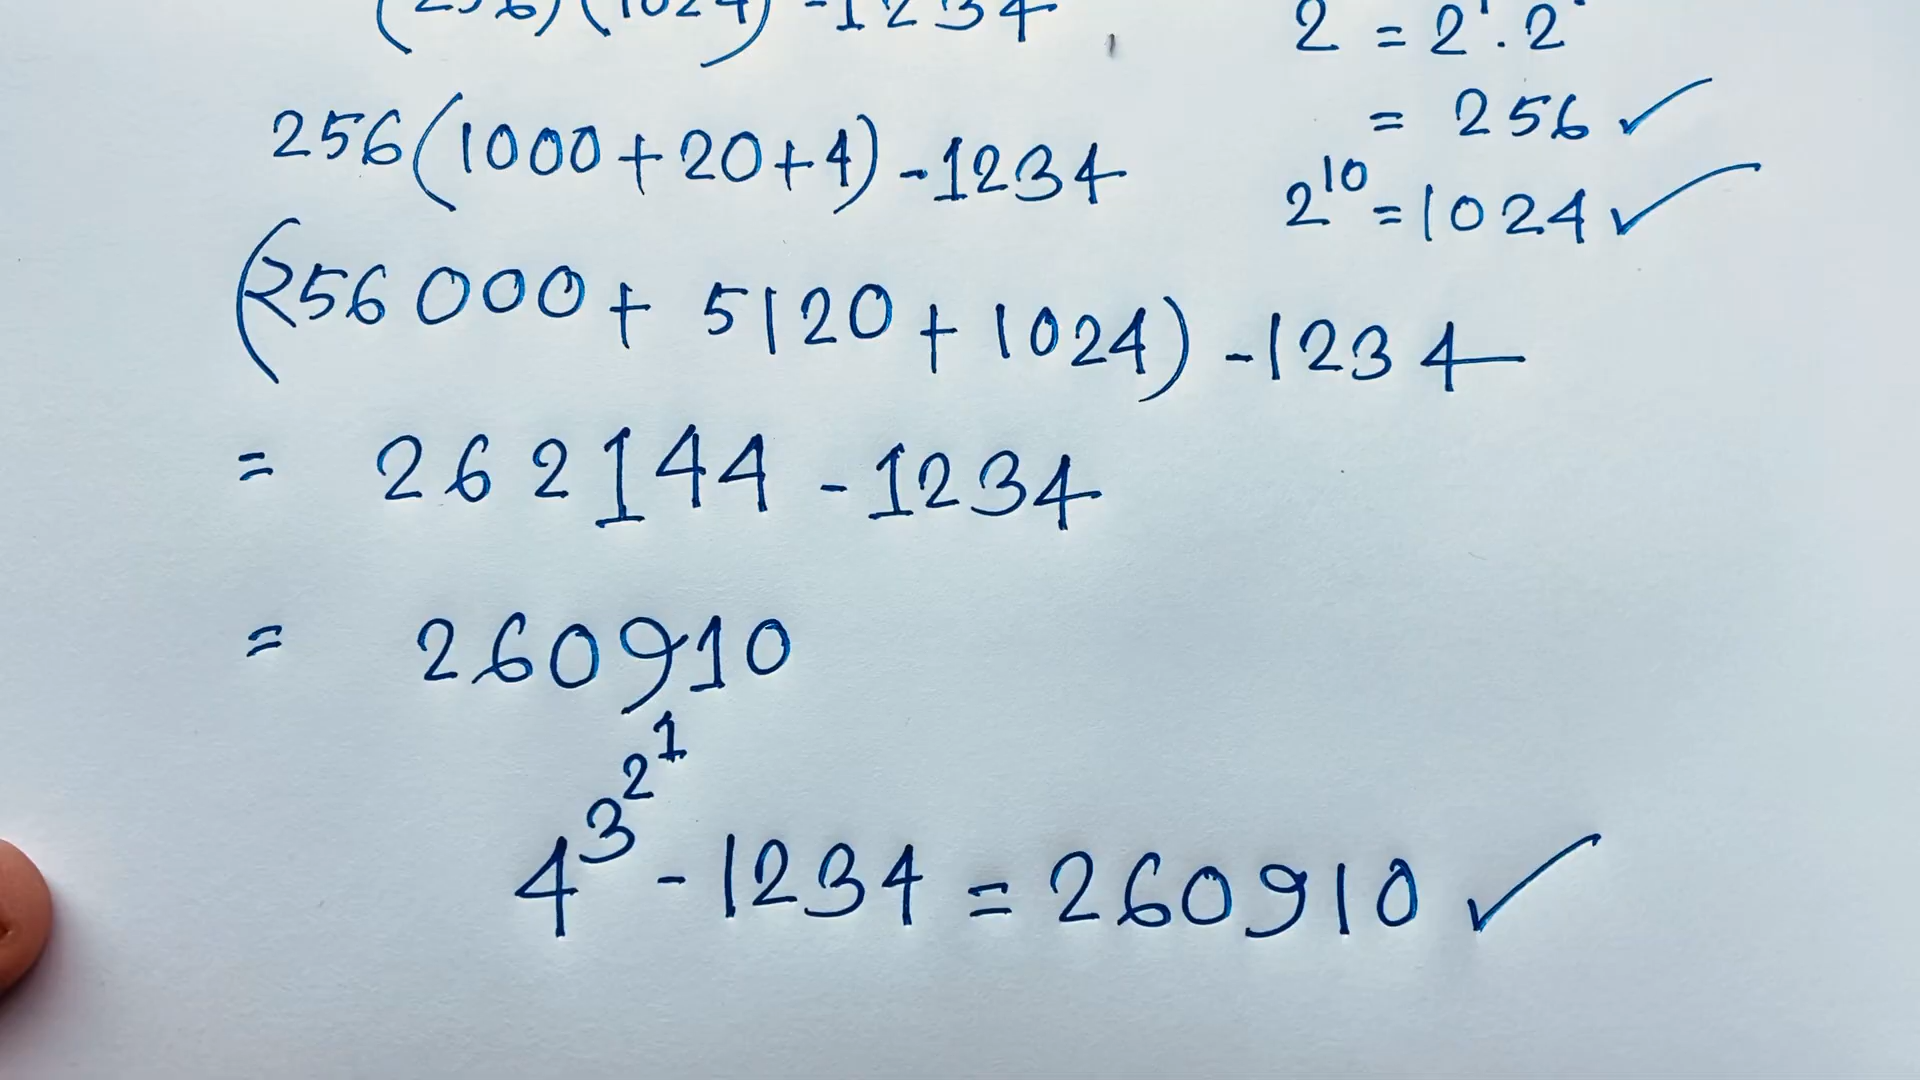 (256)(1024) -1234
256(1000+20+4) -1234
(256000 + 5120 + 1024) -1234
= 262144 - 1234
= 260910
4^3^2^1 - 1234 = 260910 ✓
2 = 2 . 2
= 256 ✓
2^10 = 1024 ✓